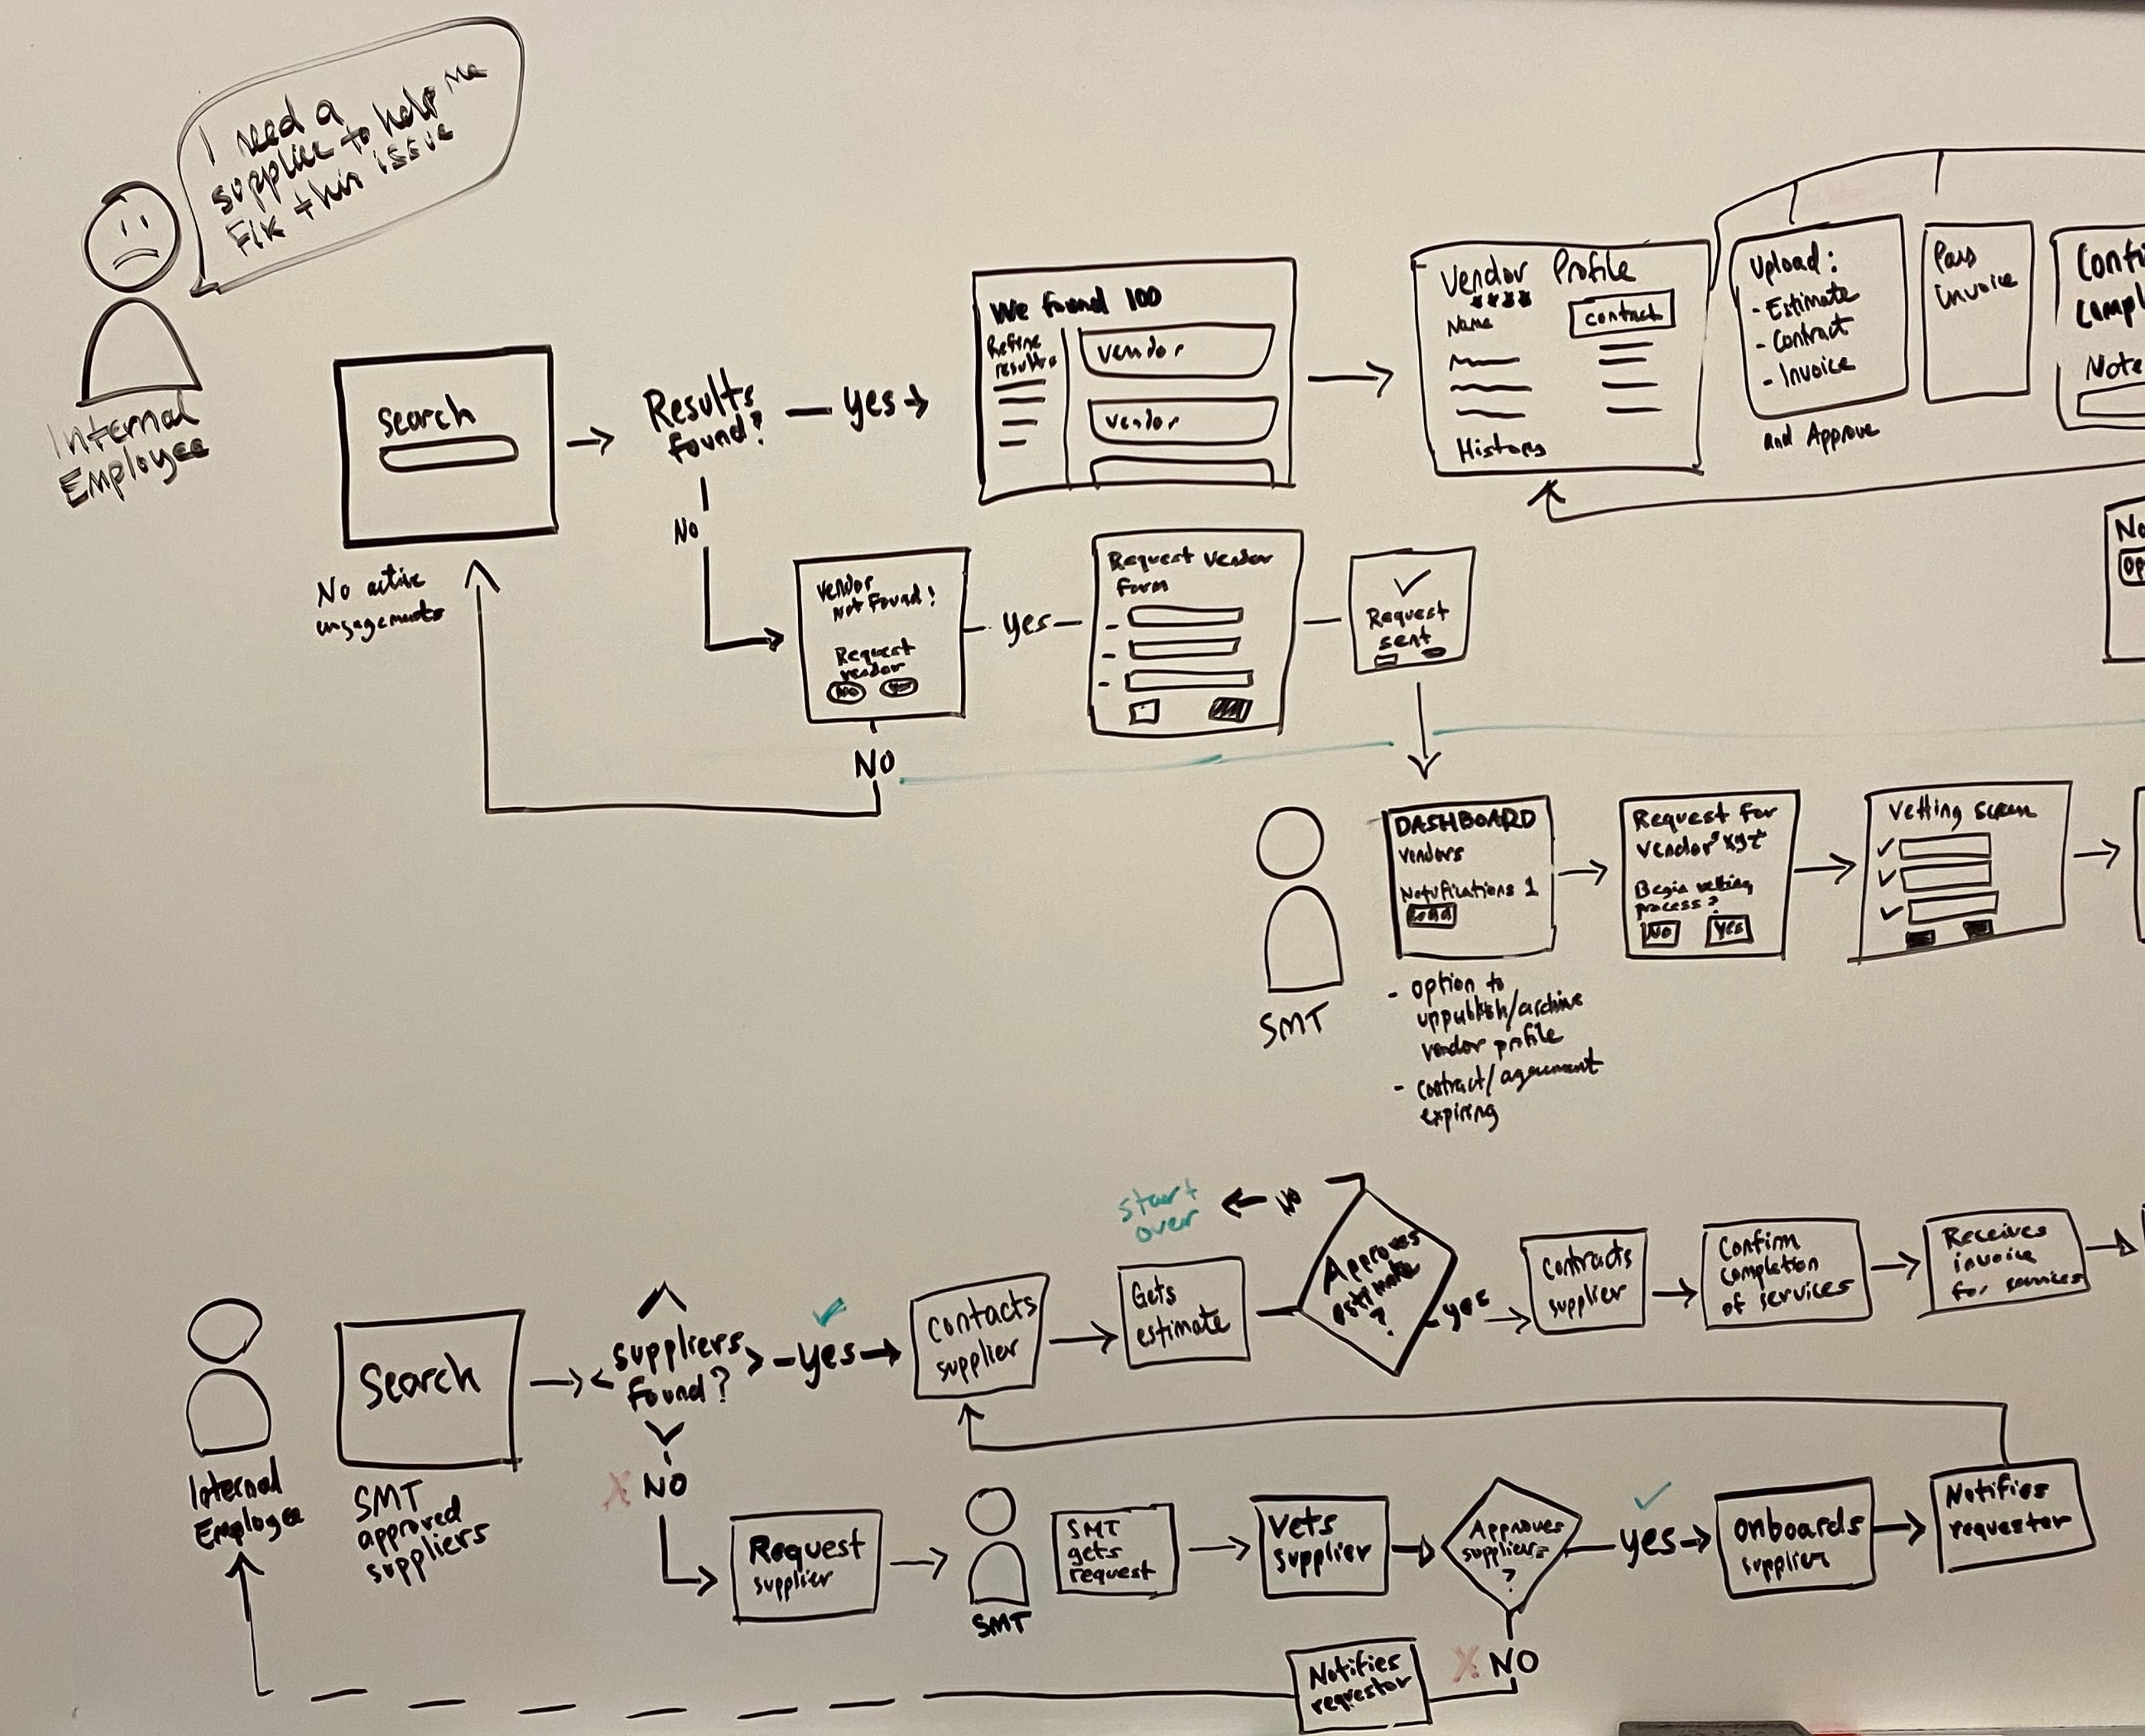 I need a
supplier to help me
Fix this issue
Internal
Employee
search
No active
engagements
Results
found?
yes
No
We found 100
Refine
results
vendor
vendor
Vendor Profile
Name
contact
History
Upload:
- Estimate
- Contract
- Invoice
and Approve
Pays
invoice
Confi
Compl
Note
No
Op
Vendor
not found!
Request
vendor
No
Yes
NO
yes
Request Vendor
Form
Request
sent
SMT
DASHBOARD
Vendors
Notifications 1
- option to
unpublish/archive
vendor profile
- contract/agreement
expiring
Request for
vendor "xyz"
Begin vetting
process?
No
Yes
Vetting screen
Internal
Employee
Search
SMT
approved
suppliers
suppliers
found?
yes
X NO
contacts
supplier
Gets
estimate
start
over
No
Approves
estimate
?
yes
contracts
supplier
Confirm
completion
of services
Receives
invoice
for services
Request
supplier
SMT
SMT
gets
request
Vets
supplier
Approves
supplier
?
yes
onboards
supplier
Notifies
requestor
X NO
Notifies
requestor